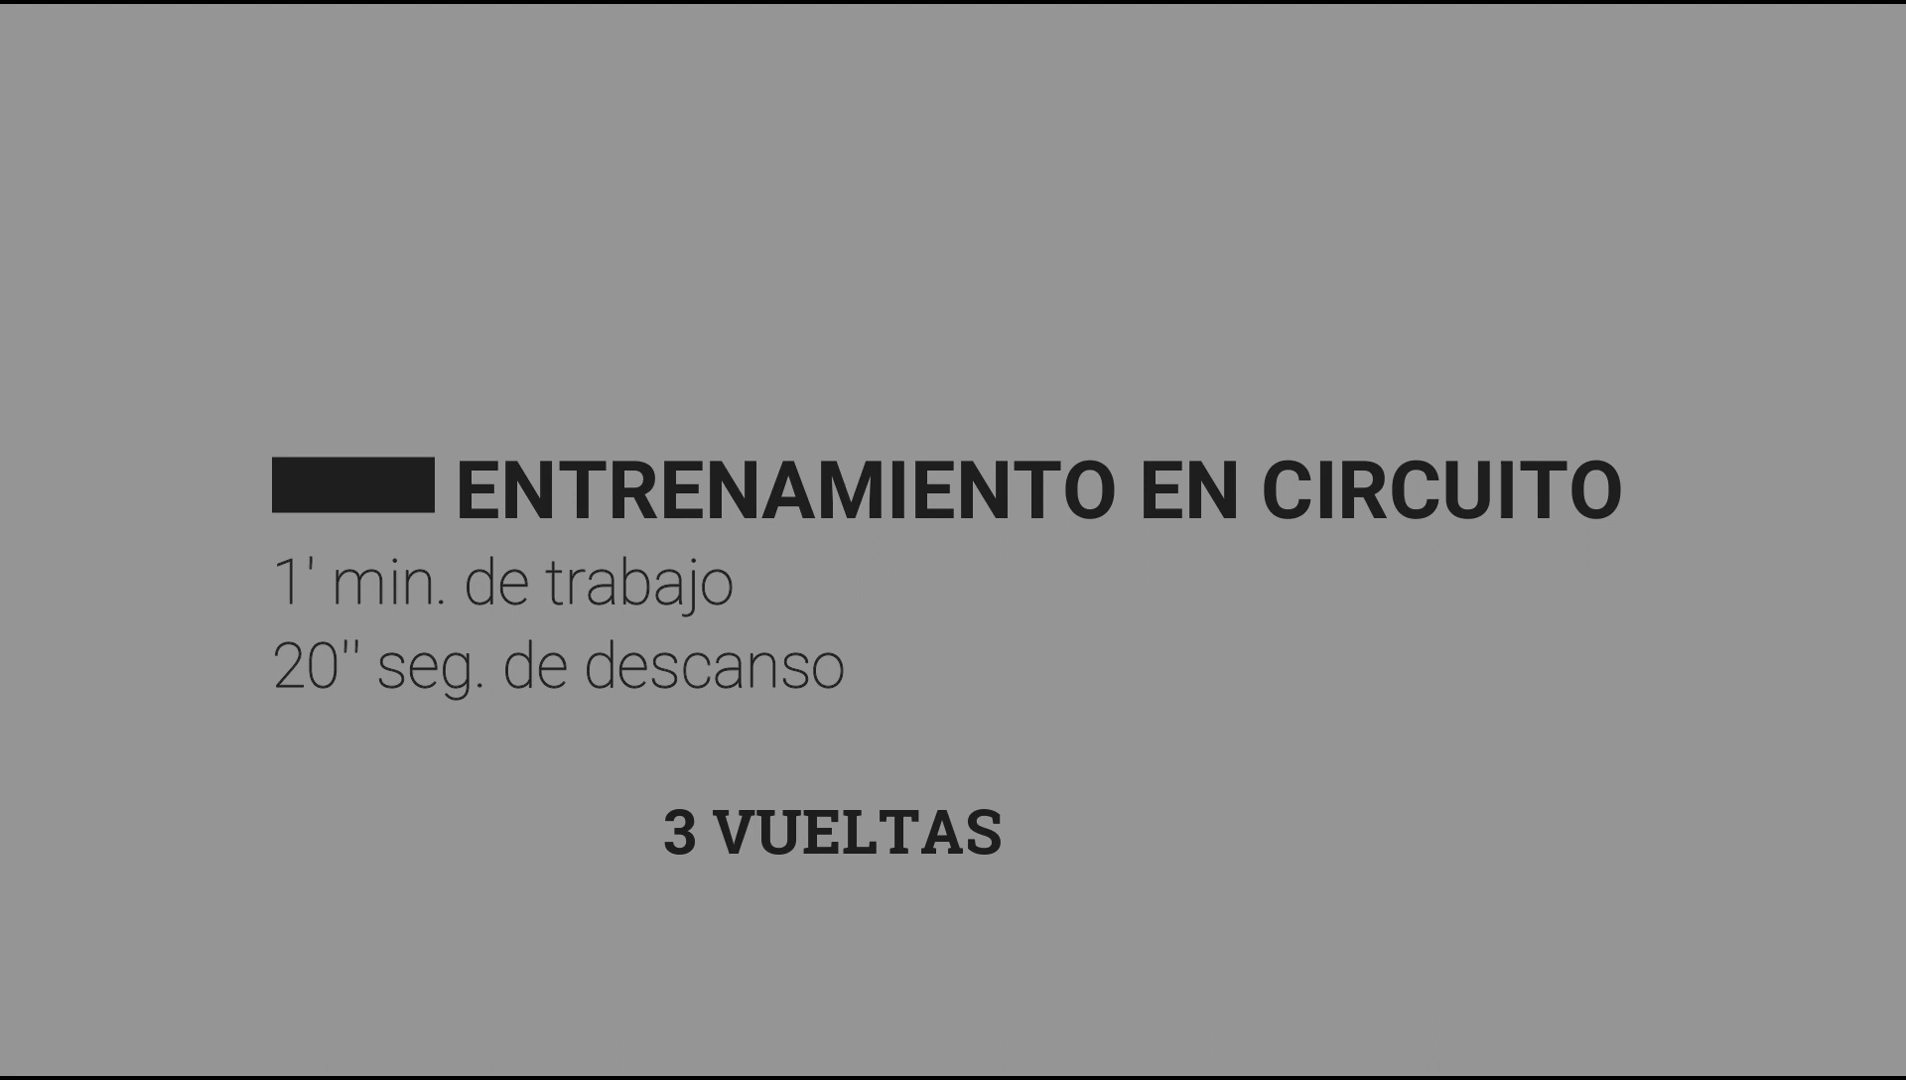 ENTRENAMIENTO EN CIRCUITO
1' min. de trabajo
20'' seg. de descanso
3 VUELTAS